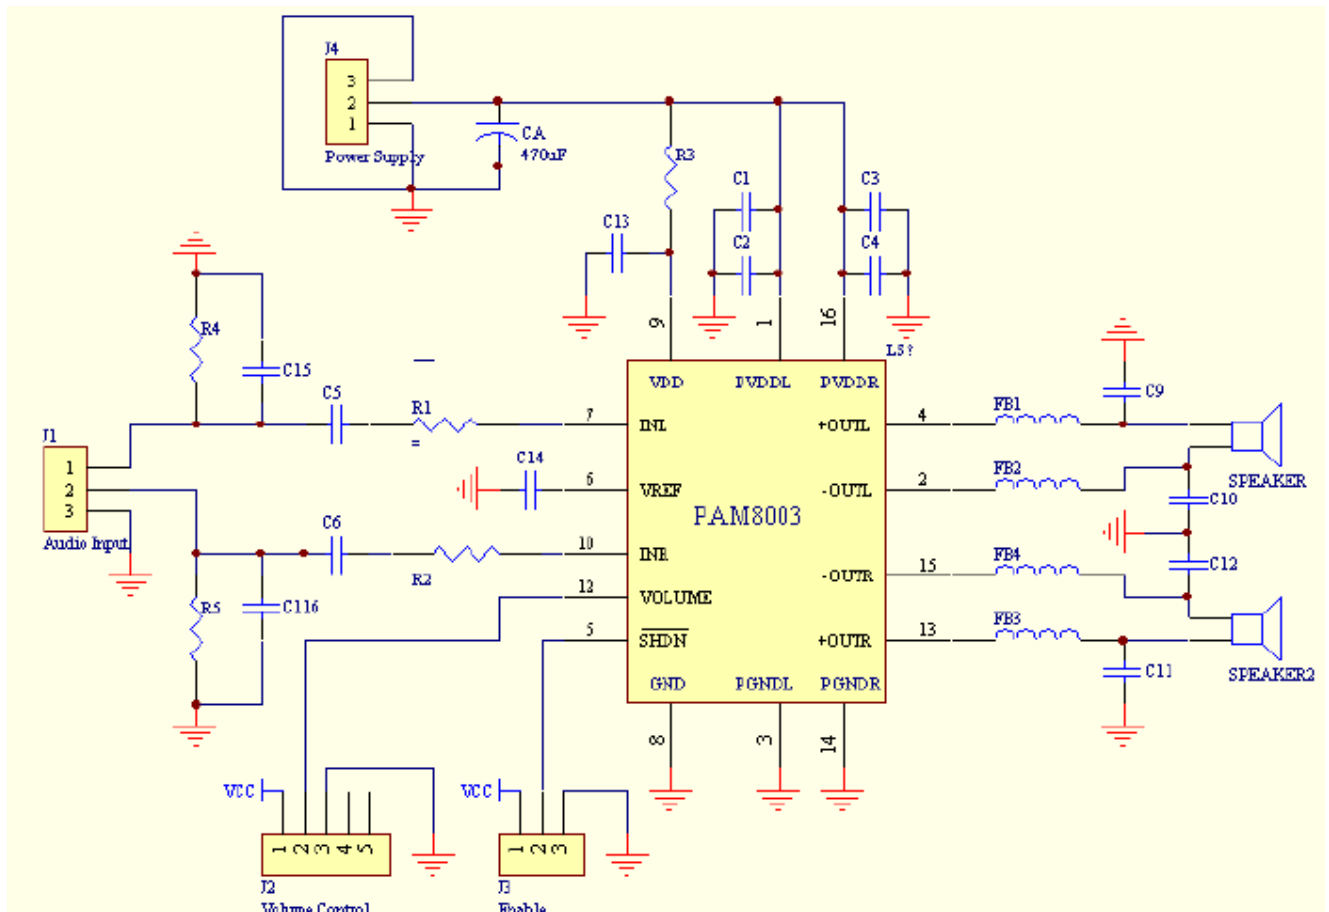 J4
3
2
1
Power Supply
CA
470uF
R3
C1
C3
C13
C2
C4
9
1
16
LS?
R4
C15
C5
R1
=
7
VDD
PVDDL
PVDDR
INL
+OUTL
4
FB1
C9
SPEAKER
J1
1
2
3
Audio Input
C14
6
VREF
-OUTL
2
FB2
C10
PAM8003
C6
R2
10
INR
-OUTR
15
FB4
C12
R5
C116
12
VOLUME
5
SHDN
+OUTR
13
FB3
C11
SPEAKER2
GND
PGNDL
PGNDR
8
3
14
VCC
VCC
1 2 3 4 5
1 2 3
J2
J3
Volume Control
Enable